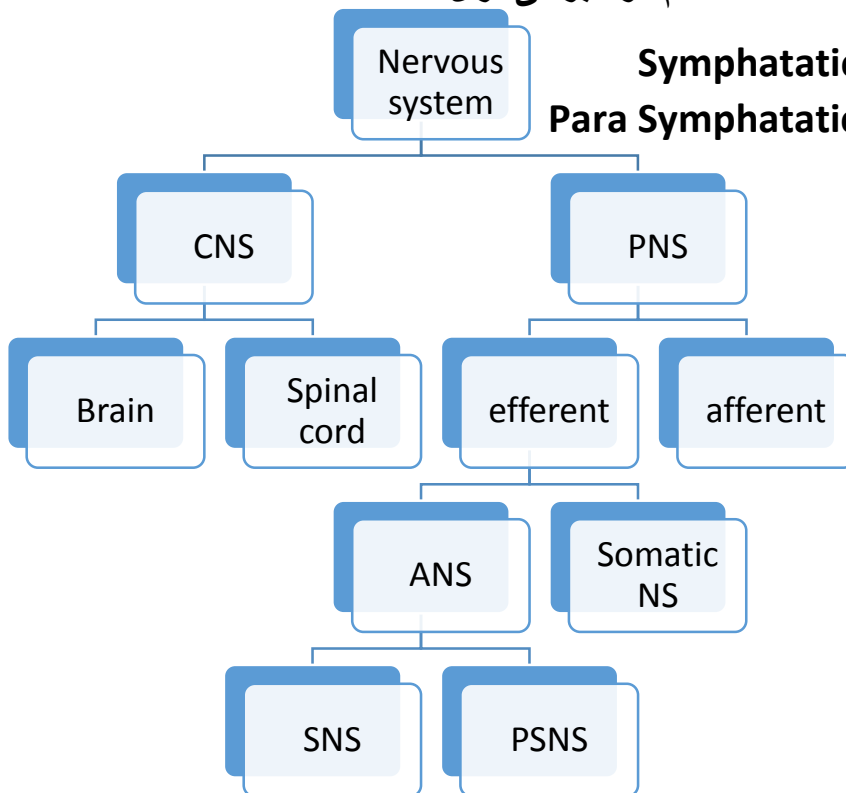 Nervous
system
Symphatatic
Para Symphatatic
CNS
PNS
Brain
Spinal
cord
efferent
afferent
ANS
Somatic
NS
SNS
PSNS